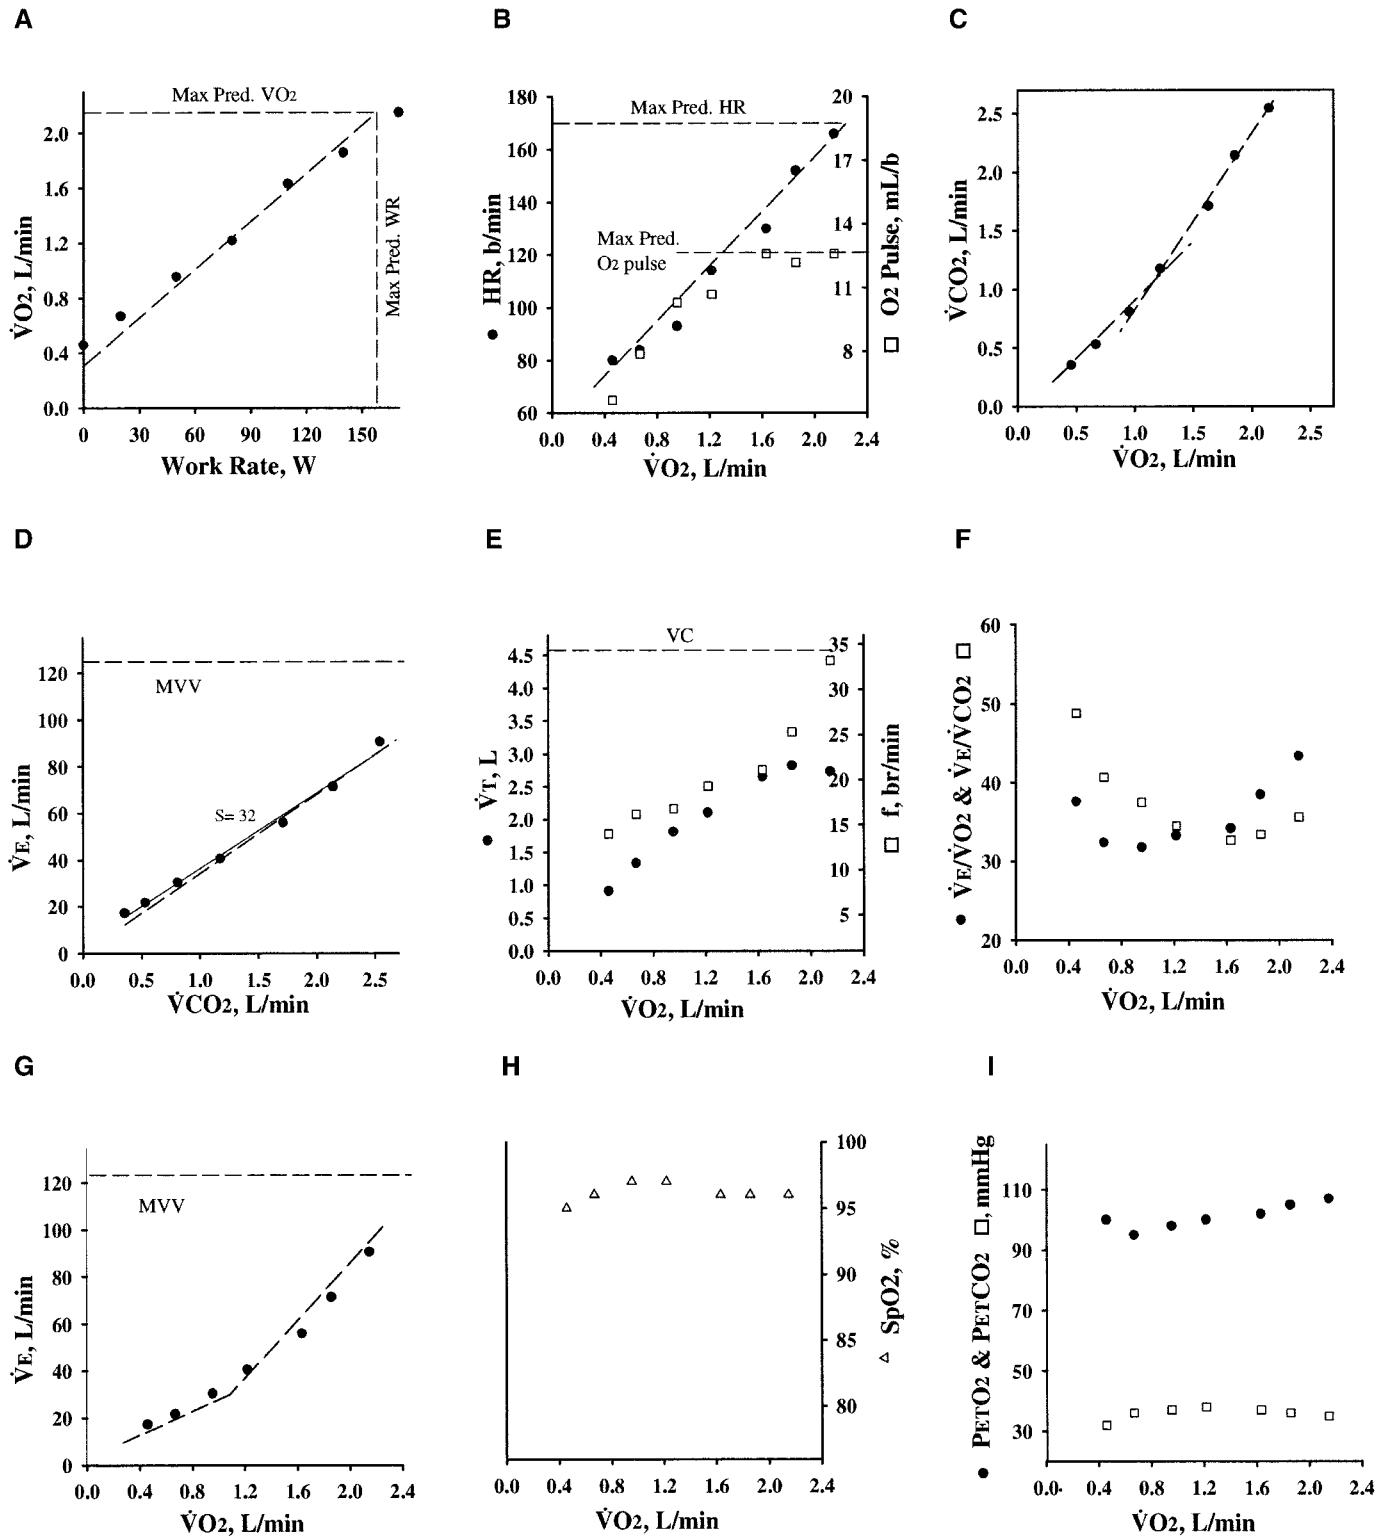 A
Max Pred. VO2
2.0
1.6
1.2
0.8
0.4
0.0
V̇O2, L/min
Max Pred. WR
0 30 60 90 120 150
Work Rate, W
B
180
160
140
120
100
80
60
HR, b/min
Max Pred. HR
Max Pred.
O2 pulse
20
17
14
11
8
O2 Pulse, mL/b
0.0 0.4 0.8 1.2 1.6 2.0 2.4
V̇O2, L/min
C
2.5
2.0
1.5
1.0
0.5
0.0
V̇CO2, L/min
0.0 0.5 1.0 1.5 2.0 2.5
V̇O2, L/min
D
120
100
80
60
40
20
0
V̇E, L/min
MVV
S= 32
0.0 0.5 1.0 1.5 2.0 2.5
V̇CO2, L/min
E
VC
4.5
4.0
3.5
3.0
2.5
2.0
1.5
1.0
0.5
0.0
V̇T, L
35
30
25
20
15
10
5
f, br/min
0.0 0.4 0.8 1.2 1.6 2.0 2.4
V̇O2, L/min
F
60
50
40
30
20
V̇E/V̇O2 & V̇E/V̇CO2
0.0 0.4 0.8 1.2 1.6 2.0 2.4
V̇O2, L/min
G
120
100
80
60
40
20
0
V̇E, L/min
MVV
0.0 0.4 0.8 1.2 1.6 2.0 2.4
V̇O2, L/min
H
100
95
90
85
80
SpO2, %
0.0 0.4 0.8 1.2 1.6 2.0 2.4
V̇O2, L/min
I
110
90
70
50
30
PETO2 & PETCO2 , mmHg
0.0 0.4 0.8 1.2 1.6 2.0 2.4
V̇O2, L/min